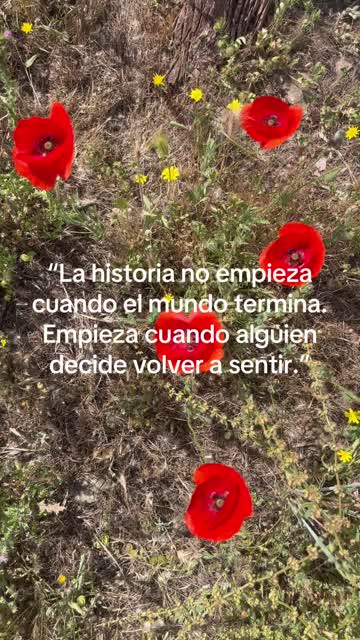 “La historia no empieza
cuando el mundo termina.
Empieza cuando alguien
decide volver a sentir.”